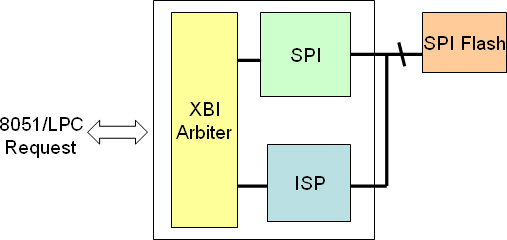 SPI
SPI Flash
XBI
Arbiter
8051/LPC
Request
ISP